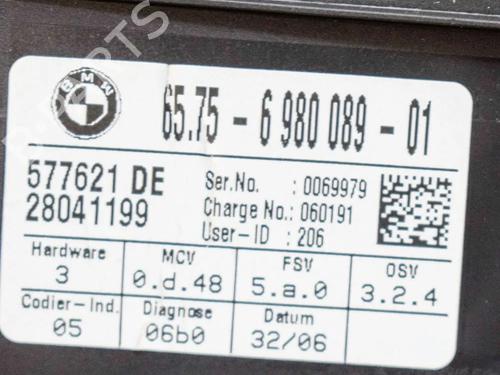 BMW
65.75 - 6 980 089 - 01
577621 DE
28041199
Ser.No. : 0069979
Charge No.: 060191
User-ID : 206
Hardware MCV FSV OSV
3 0.d.48 5.a.0 3.2.4
Codier-Ind. Diagnose Datum
05 06b0 32/06